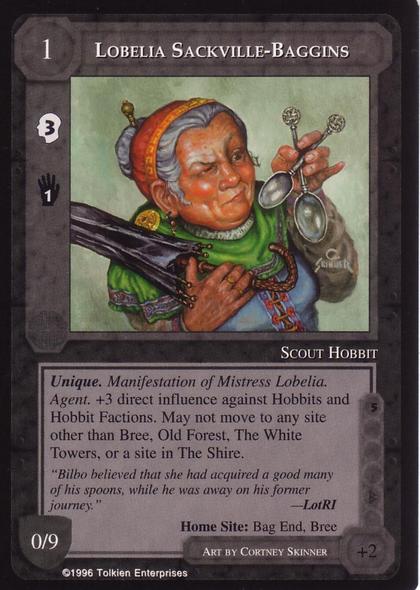 1
LOBELIA SACKVILLE-BAGGINS
3
1
SKINNER
SCOUT HOBBIT
Unique. Manifestation of Mistress Lobelia.
Agent. +3 direct influence against Hobbits and
Hobbit Factions. May not move to any site
other than Bree, Old Forest, The White
Towers, or a site in The Shire.
5
“Bilbo believed that she had acquired a good many
of his spoons, while he was away on his former
journey.” —LotRI
Home Site: Bag End, Bree
0/9
ART BY CORTNEY SKINNER
+2
©1996 Tolkien Enterprises